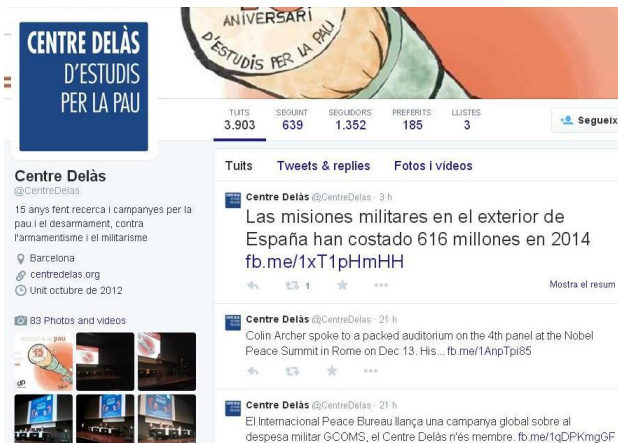 ANIVERSARI
D'ESTUDIS PER LA PAU
CENTRE DELÀS
D'ESTUDIS
PER LA PAU
TUITS SEGUINT SEGUIDORS PREFERITS LLISTES
3.903 639 1.352 185 3
Segueix
Centre Delàs
@CentreDelas
15 anys fent recerca i campanyes per la
pau i el desarmament, contra
l'armamentisme i el militarisme
Barcelona
centredelas.org
Unit octubre de 2012
83 Photos and videos
Tuits Tweets & replies Fotos i vídeos
Centre Delàs @CentreDelas · 3 h
Las misiones militares en el exterior de
España han costado 616 millones en 2014
fb.me/1xT1pHmHH
1
Mostra el resum
Centre Delàs @CentreDelas · 21 h
Colin Archer spoke to a packed auditorium on the 4th panel at the Nobel
Peace Summit in Rome on Dec 13. His... fb.me/1AnpTpi85
Centre Delàs @CentreDelas · 21 h
El Internacional Peace Bureau llança una campanya global sobre al
despesa militar GCOMS, el Centre Delàs n'és membre. fb.me/1qDPKmgGF